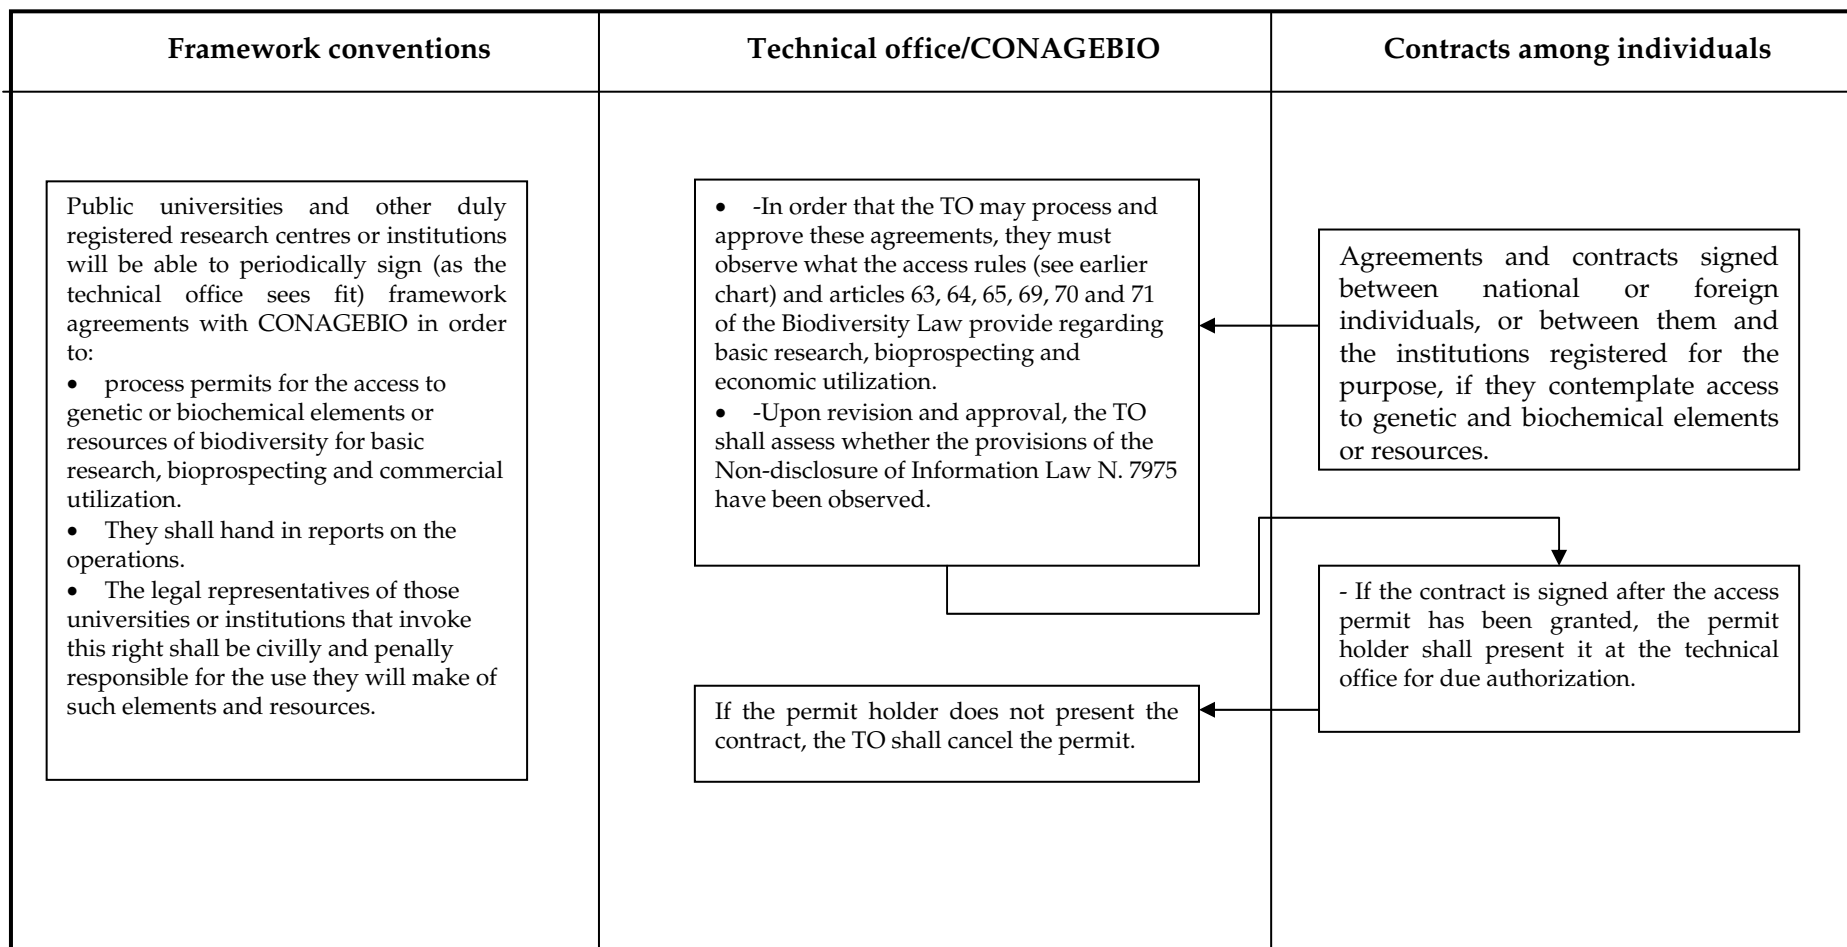 Framework conventions
Technical office/CONAGEBIO
Contracts among individuals
Public universities and other duly
registered research centres or institutions
will be able to periodically sign (as the
technical office sees fit) framework
agreements with CONAGEBIO in order
to:
• process permits for the access to
genetic or biochemical elements or
resources of biodiversity for basic
research, bioprospecting and commercial
utilization.
• They shall hand in reports on the
operations.
• The legal representatives of those
universities or institutions that invoke
this right shall be civilly and penally
responsible for the use they will make of
such elements and resources.
• -In order that the TO may process and
approve these agreements, they must
observe what the access rules (see earlier
chart) and articles 63, 64, 65, 69, 70 and 71
of the Biodiversity Law provide regarding
basic research, bioprospecting and
economic utilization.
• -Upon revision and approval, the TO
shall assess whether the provisions of the
Non-disclosure of Information Law N. 7975
have been observed.
Agreements and contracts signed
between national or foreign
individuals, or between them and
the institutions registered for the
purpose, if they contemplate access
to genetic and biochemical elements
or resources.
- If the contract is signed after the access
permit has been granted, the permit
holder shall present it at the technical
office for due authorization.
If the permit holder does not present the
contract, the TO shall cancel the permit.